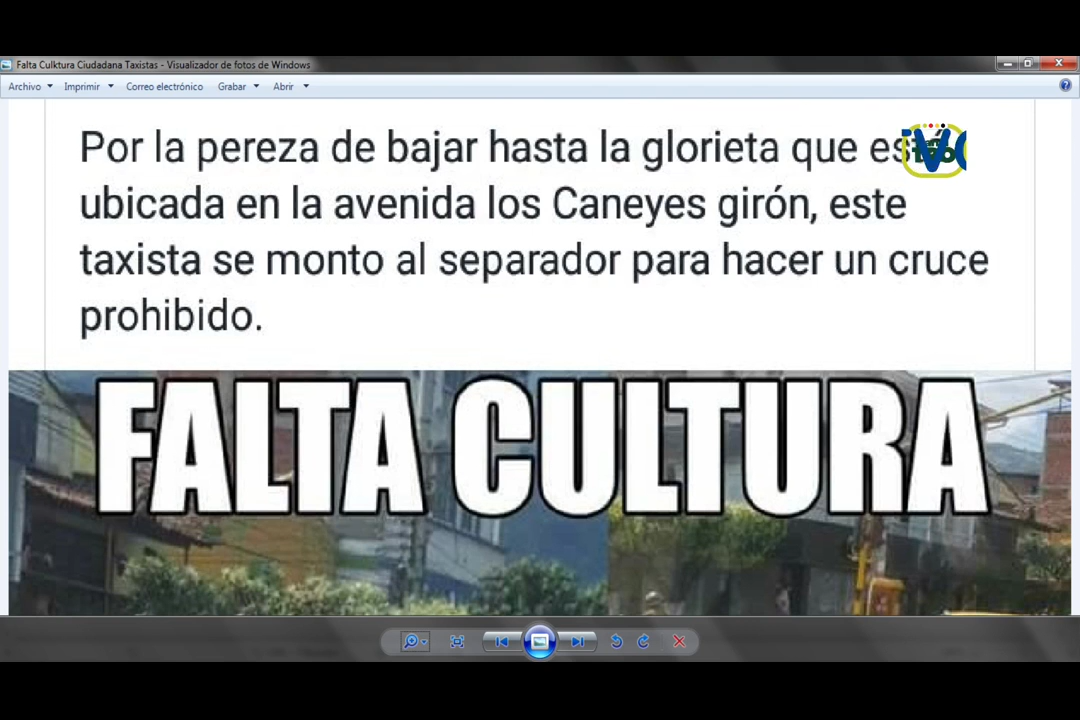 Falta Culktura Ciudadana Taxistas - Visualizador de fotos de Windows
Archivo Imprimir Correo electrónico Grabar Abrir
Por la pereza de bajar hasta la glorieta que
ubicada en la avenida los Caneyes girón, este
taxista se monto al separador para hacer un cruce
prohibido.
FALTA CULTURA